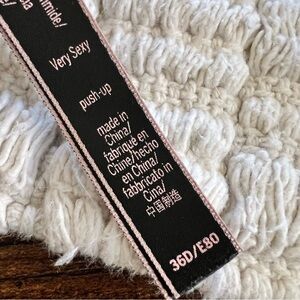 Very Sexy
push-up
made in
China/
fabriqué en
Chine/hecho
en China/
fabbricato in
Cina/
中国制造
36D/E80